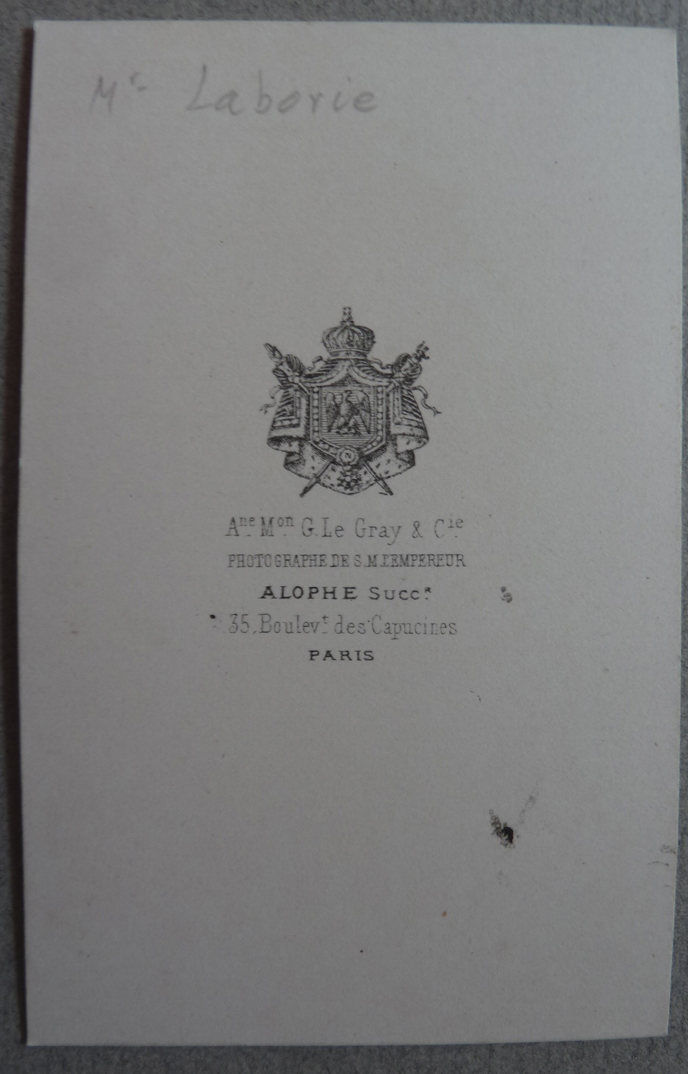 Mr Laborie
Ane Mon G. Le Gray & Cie
PHOTOGRAPHE DE S.M.L'EMPEREUR
ALOPHE Succr
35, Boulevt des Capucines
PARIS